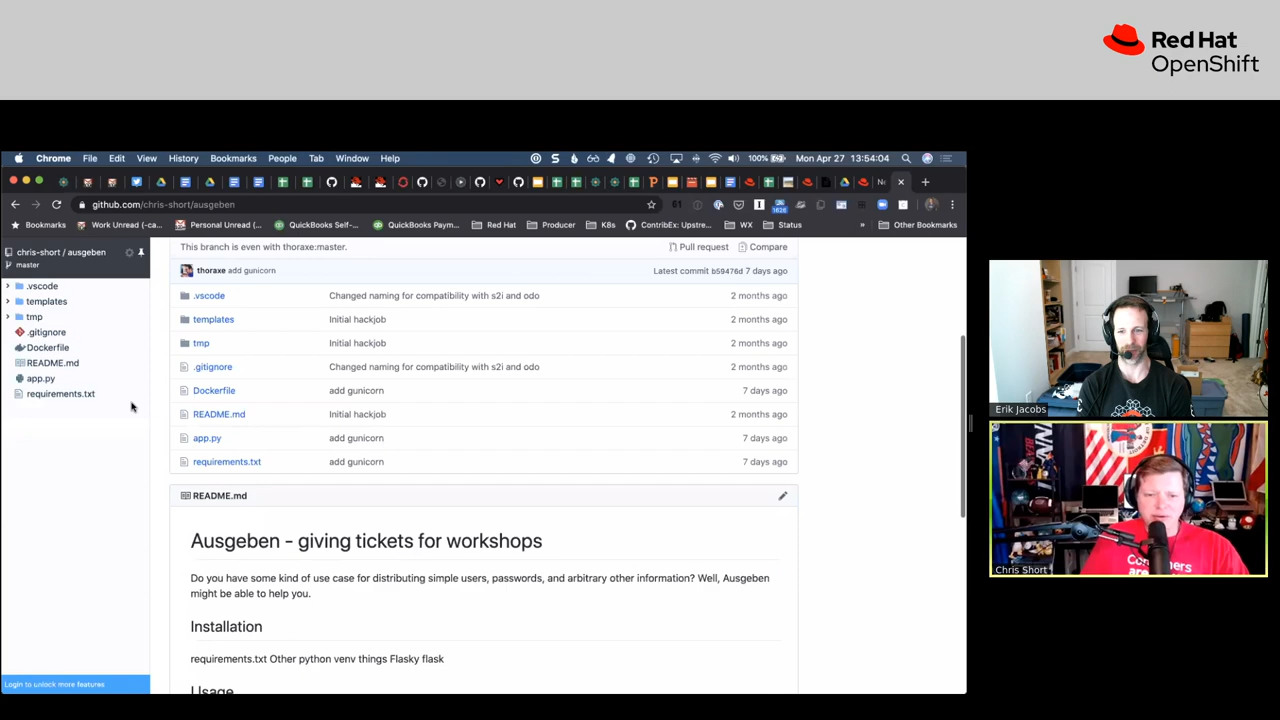 Red Hat
OpenShift
Chrome File Edit View History Bookmarks People Tab Window Help 100% Mon Apr 27 13:54:04
github.com/chris-short/ausgeben
61
1626
Bookmarks Work Unread (-ca... Personal Unread (... QuickBooks Self-... QuickBooks Paym... Red Hat Producer K8s ContribEx: Upstre... WX Status » Other Bookmarks
chris-short / ausgeben
master
.vscode
templates
tmp
.gitignore
Dockerfile
README.md
app.py
requirements.txt
Login to unlock more features
This branch is even with thoraxe:master. Pull request Compare
thoraxe add gunicorn Latest commit b59476d 7 days ago
.vscode Changed naming for compatibility with s2i and odo 2 months ago
templates Initial hackjob 2 months ago
tmp Initial hackjob 2 months ago
.gitignore Changed naming for compatibility with s2i and odo 2 months ago
Dockerfile add gunicorn 7 days ago
README.md Initial hackjob 2 months ago
app.py add gunicorn 7 days ago
requirements.txt add gunicorn 7 days ago
README.md
Ausgeben - giving tickets for workshops
Do you have some kind of use case for distributing simple users, passwords, and arbitrary other information? Well, Ausgeben
might be able to help you.
Installation
requirements.txt Other python venv things Flasky flask
Usage
Erik Jacobs
Chris Short